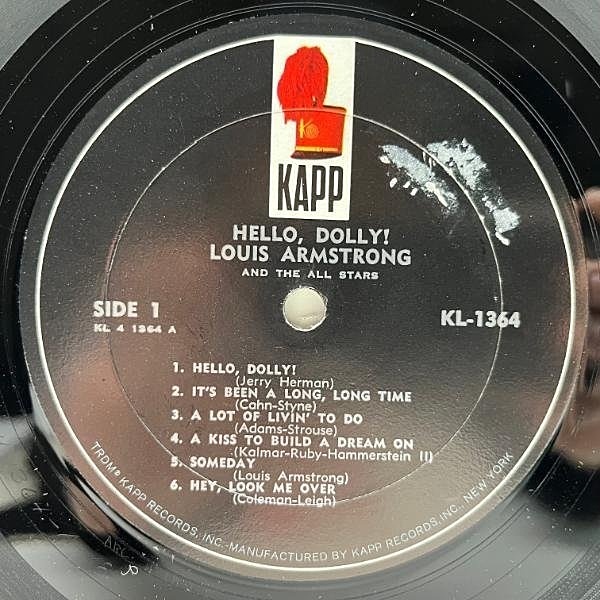 K
KAPP
HELLO, DOLLY!
LOUIS ARMSTRONG
AND THE ALL STARS
SIDE 1
KL 4 1364 A
KL-1364
1. HELLO, DOLLY!
(Jerry Herman)
2. IT'S BEEN A LONG, LONG TIME
(Cahn-Styne)
3. A LOT OF LIVIN' TO DO
(Adams-Strouse)
4. A KISS TO BUILD A DREAM ON
(Kalmar-Ruby-Hammerstein II)
5. SOMEDAY
(Louis Armstrong)
6. HEY, LOOK ME OVER
(Coleman-Leigh)
TRDM® KAPP RECORDS, INC. - MANUFACTURED BY KAPP RECORDS, INC., NEW YORK